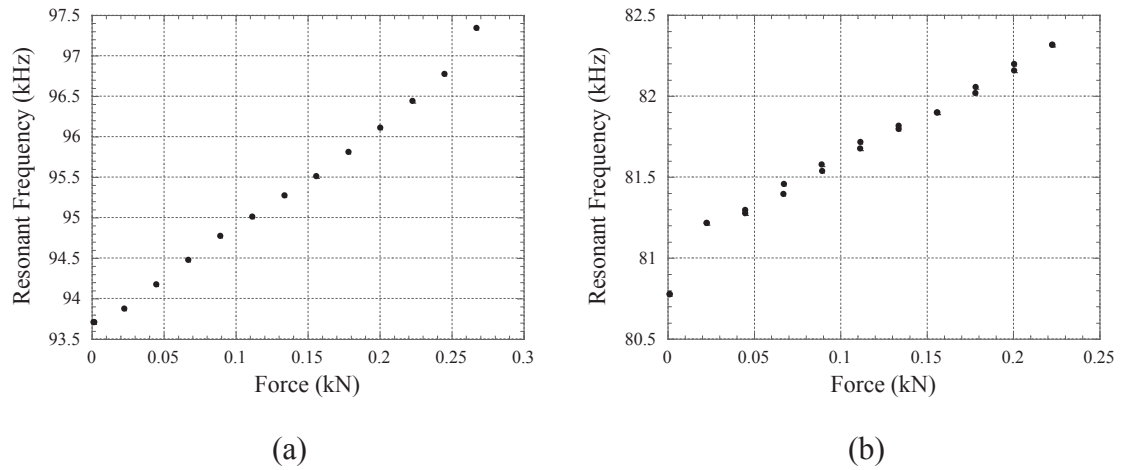 97.5
97
96.5
96
95.5
95
94.5
94
93.5
0 0.05 0.1 0.15 0.2 0.25 0.3
Resonant Frequency (kHz)
Force (kN)
(a)
82.5
82
81.5
81
80.5
0 0.05 0.1 0.15 0.2 0.25
Resonant Frequency (kHz)
Force (kN)
(b)